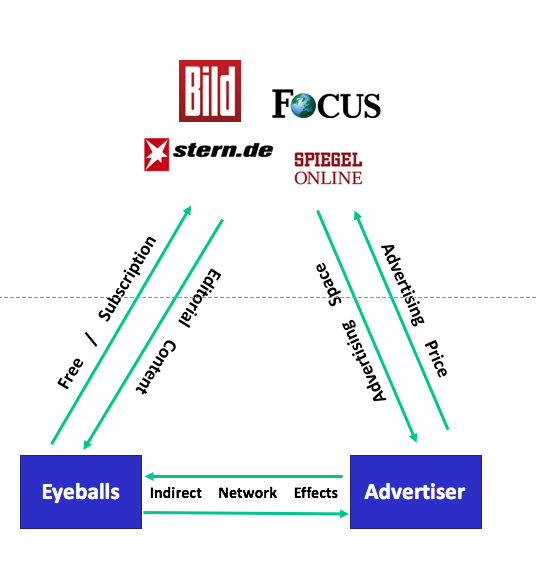 Bild
FOCUS
stern.de
SPIEGEL
ONLINE
Free / Subscription
Editorial Content
Advertising Space
Advertising Price
Eyeballs
Indirect Network Effects
Advertiser